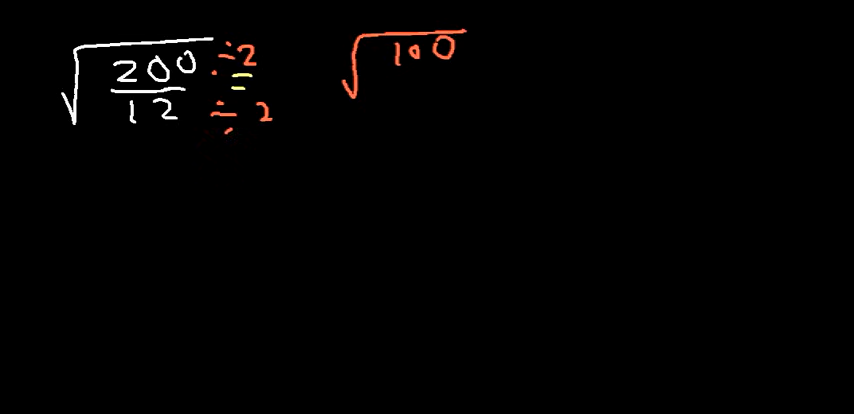 √(200/12) ÷2 = ÷ 2 √100